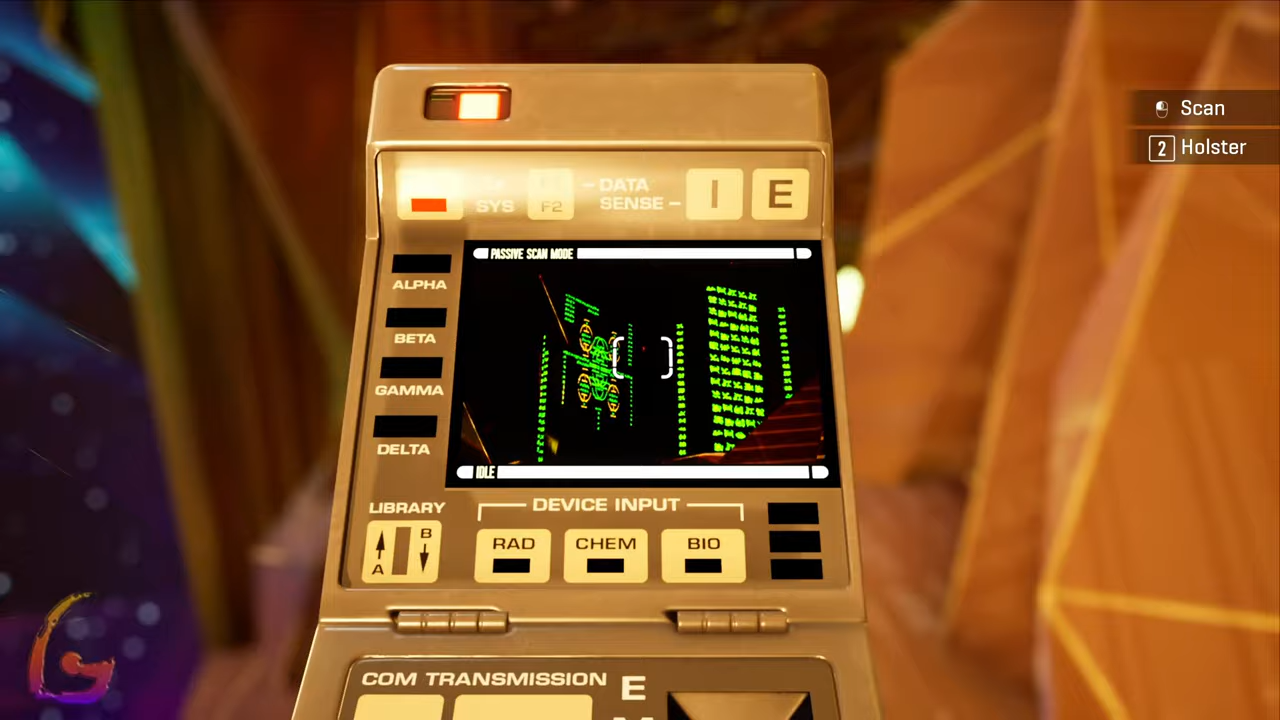 Scan
2 Holster
SYS F2 DATA
SENSE I E
PASSIVE SCAN MODE
ALPHA
BETA
GAMMA
DELTA
IDLE
LIBRARY
DEVICE INPUT
A B
RAD CHEM BIO
COM TRANSMISSION E